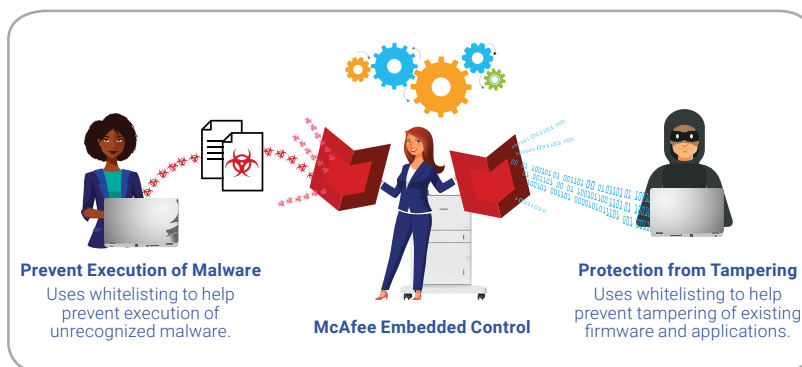 Prevent Execution of Malware
Uses whitelisting to help
prevent execution of
unrecognized malware.
McAfee Embedded Control
Protection from Tampering
Uses whitelisting to help
prevent tampering of existing
firmware and applications.